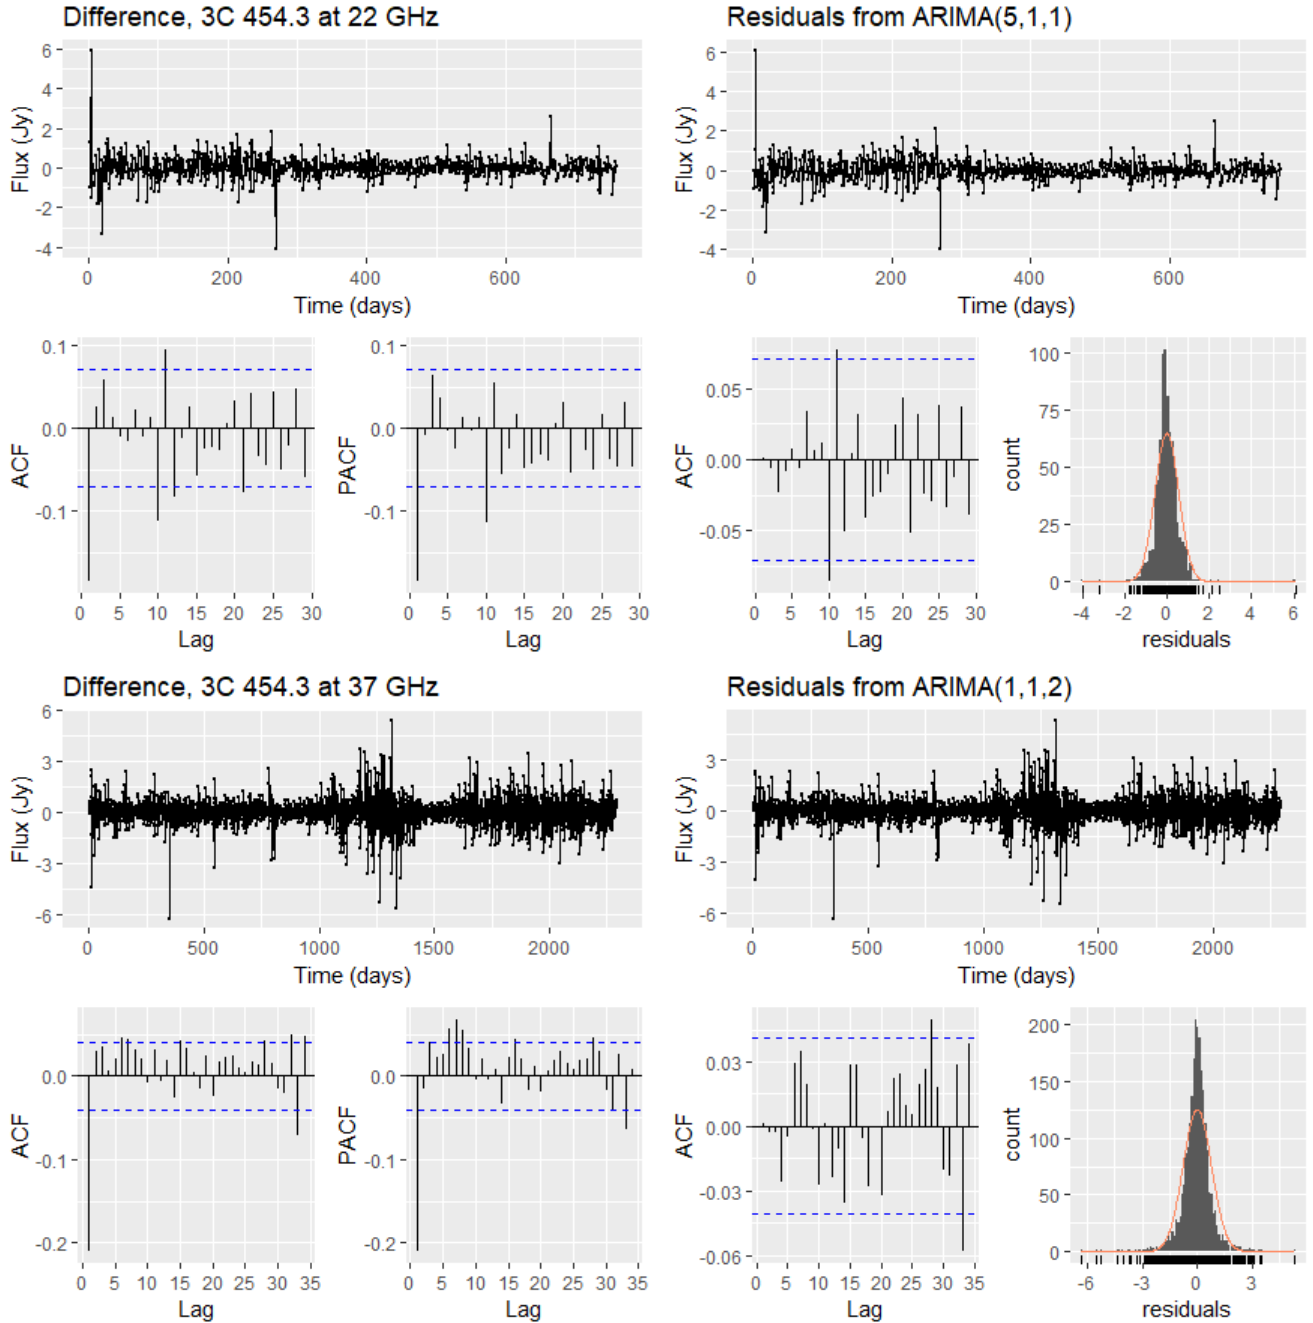 Difference, 3C 454.3 at 22 GHz
Flux (Jy)
6
4
2
0
-2
-4
0 200 400 600
Time (days)
Residuals from ARIMA(5,1,1)
Flux (Jy)
6
4
2
0
-2
-4
0 200 400 600
Time (days)
ACF
0.1
0.0
-0.1
0 5 10 15 20 25 30
Lag
PACF
0.1
0.0
-0.1
0 5 10 15 20 25 30
Lag
ACF
0.05
0.00
-0.05
0 5 10 15 20 25 30
Lag
count
100
75
50
25
0
-4 -2 0 2 4 6
residuals
Difference, 3C 454.3 at 37 GHz
Flux (Jy)
6
3
0
-3
-6
0 500 1000 1500 2000
Time (days)
Residuals from ARIMA(1,1,2)
Flux (Jy)
3
0
-3
-6
0 500 1000 1500 2000
Time (days)
ACF
0.0
-0.1
-0.2
0 5 10 15 20 25 30 35
Lag
PACF
0.0
-0.1
-0.2
0 5 10 15 20 25 30 35
Lag
ACF
0.03
0.00
-0.03
-0.06
0 5 10 15 20 25 30 35
Lag
count
200
150
100
50
0
-6 -3 0 3
residuals